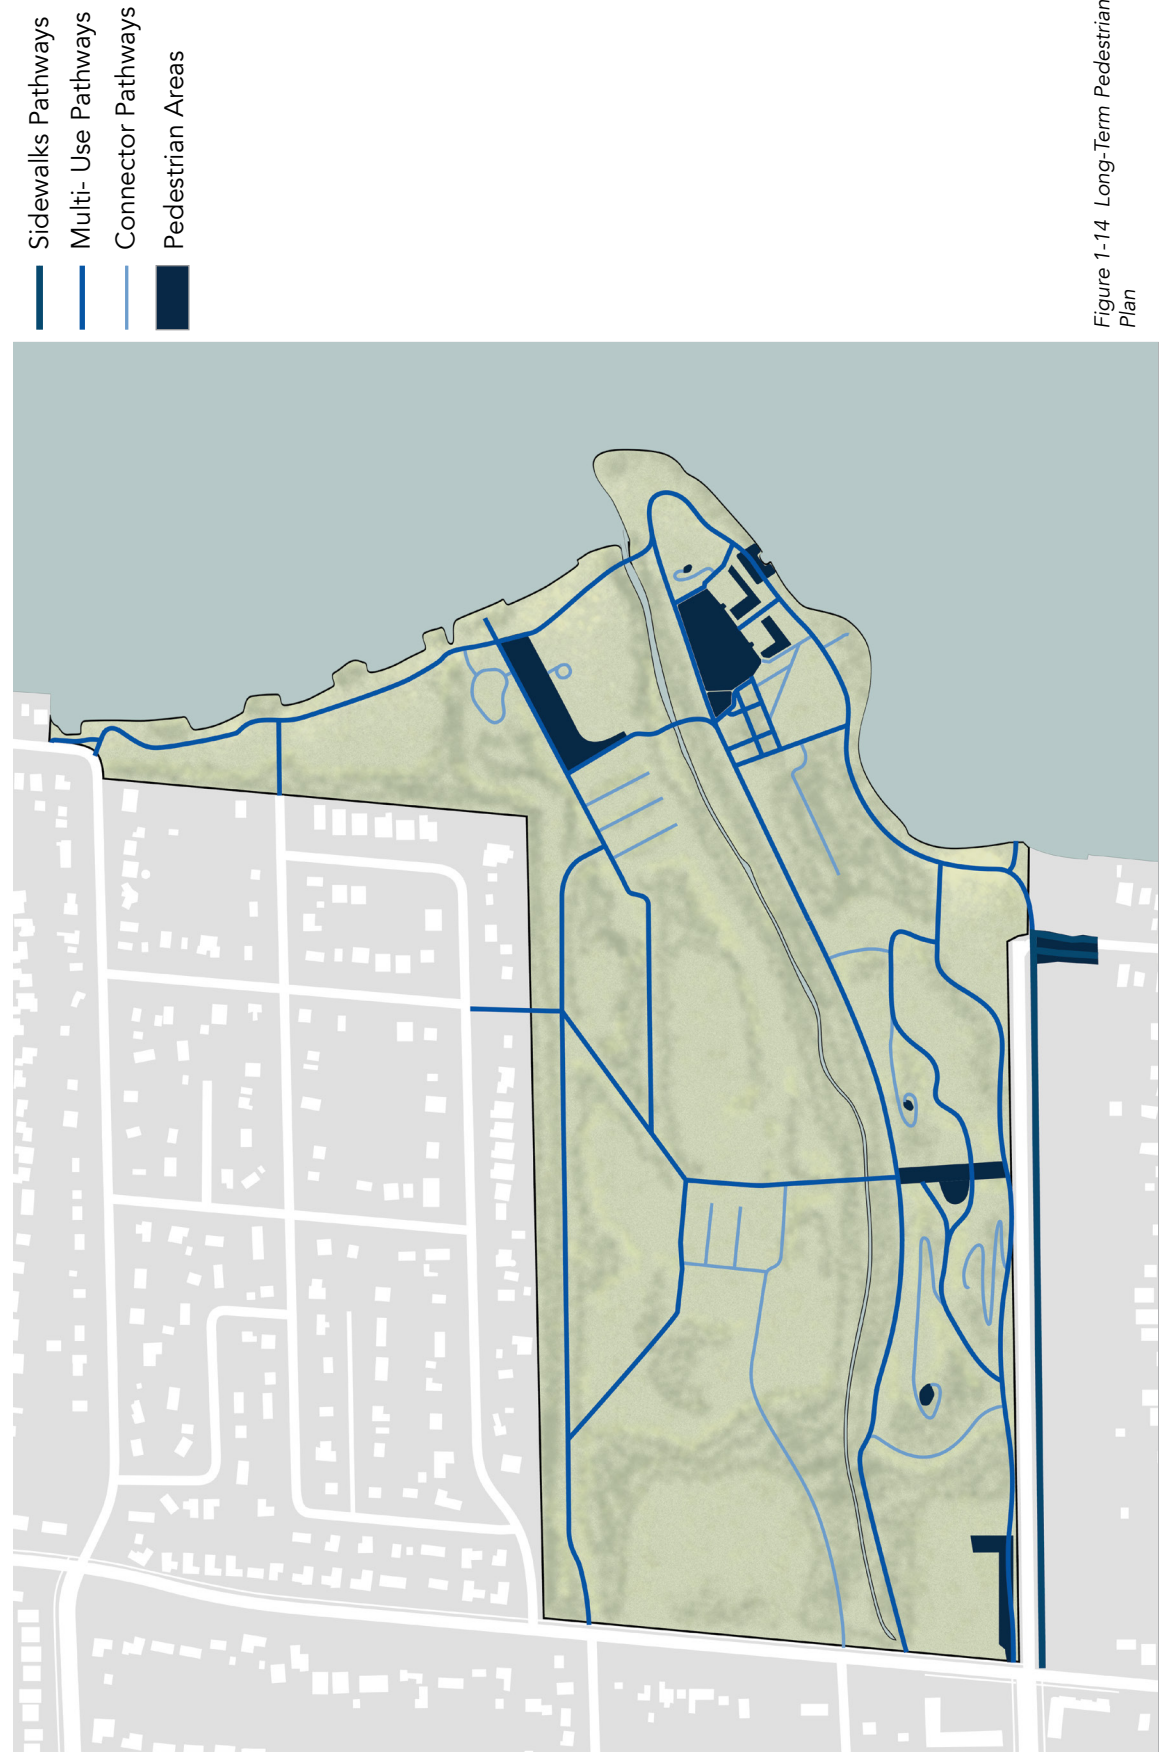 Sidewalks Pathways
Multi- Use Pathways
Connector Pathways
Pedestrian Areas
Figure 1-14 Long-Term Pedestrian
Plan